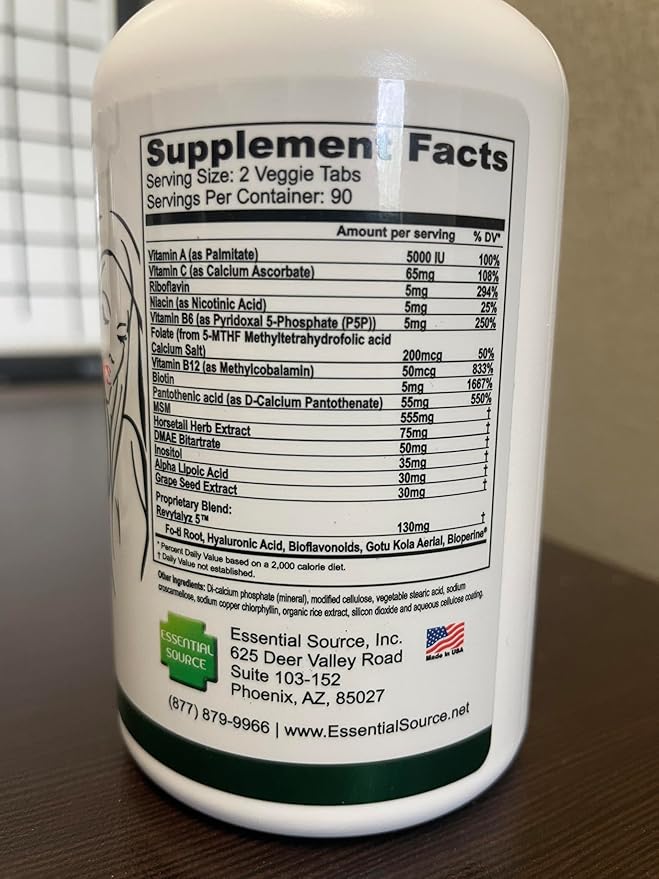 Supplement Facts
Serving Size: 2 Veggie Tabs
Servings Per Container: 90
Amount per serving % DV*
Vitamin A (as Palmitate) 5000 IU 100%
Vitamin C (as Calcium Ascorbate) 65mg 108%
Riboflavin 5mg 294%
Niacin (as Nicotinic Acid) 5mg 25%
Vitamin B6 (as Pyridoxal 5-Phosphate (P5P)) 5mg 250%
Folate (from 5-MTHF Methyltetrahydrofolic acid
Calcium Salt) 200mcg 50%
Vitamin B12 (as Methylcobalamin) 50mcg 833%
Biotin 5mg 1667%
Pantothenic acid (as D-Calcium Pantothenate) 55mg 550%
MSM 555mg †
Horsetail Herb Extract 75mg †
DMAE Bitartrate 50mg †
Inositol 35mg †
Alpha Lipoic Acid 30mg †
Grape Seed Extract 30mg †
Proprietary Blend:
Revytalyz 5™ 130mg †
Fo-ti Root, Hyaluronic Acid, Bioflavonoids, Gotu Kola Aerial, Bioperine®
* Percent Daily Value based on a 2,000 calorie diet.
† Daily Value not established.
Other Ingredients: Di-calcium phosphate (mineral), modified cellulose, vegetable stearic acid, sodium
croscarmellose, sodium copper chlorphyllin, organic rice extract, silicon dioxide and aqueous cellulose coating.
ESSENTIAL
SOURCE
Essential Source, Inc.
625 Deer Valley Road
Suite 103-152
Phoenix, AZ, 85027
Made In USA
(877) 879-9966 | www.EssentialSource.net